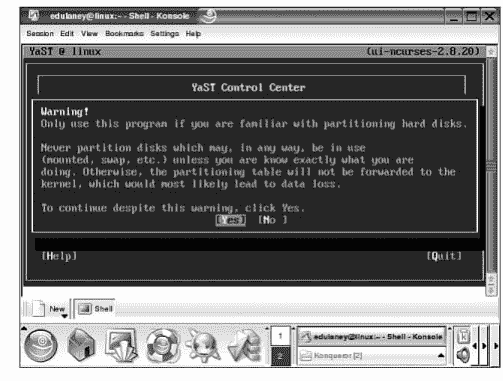 edulaney@linux:~ - Shell - Konsole
Session Edit View Bookmarks Settings Help
YaST @ linux (ui-ncurses-2.8.20)
YaST Control Center
Warning!
Only use this program if you are familiar with partitioning hard disks.
Never partition disks which may, in any way, be in use
(mounted, swap, etc.) unless you are know exactly what you are
doing. Otherwise, the partitioning table will not be forwarded to the
kernel, which would most likely lead to data loss.
To continue despite this warning, click Yes.
[Yes] [No ]
[Help] [Quit]
New Shell
1 edulaney@linux:~ - Shell - Konsole
2 Konqueror [2]